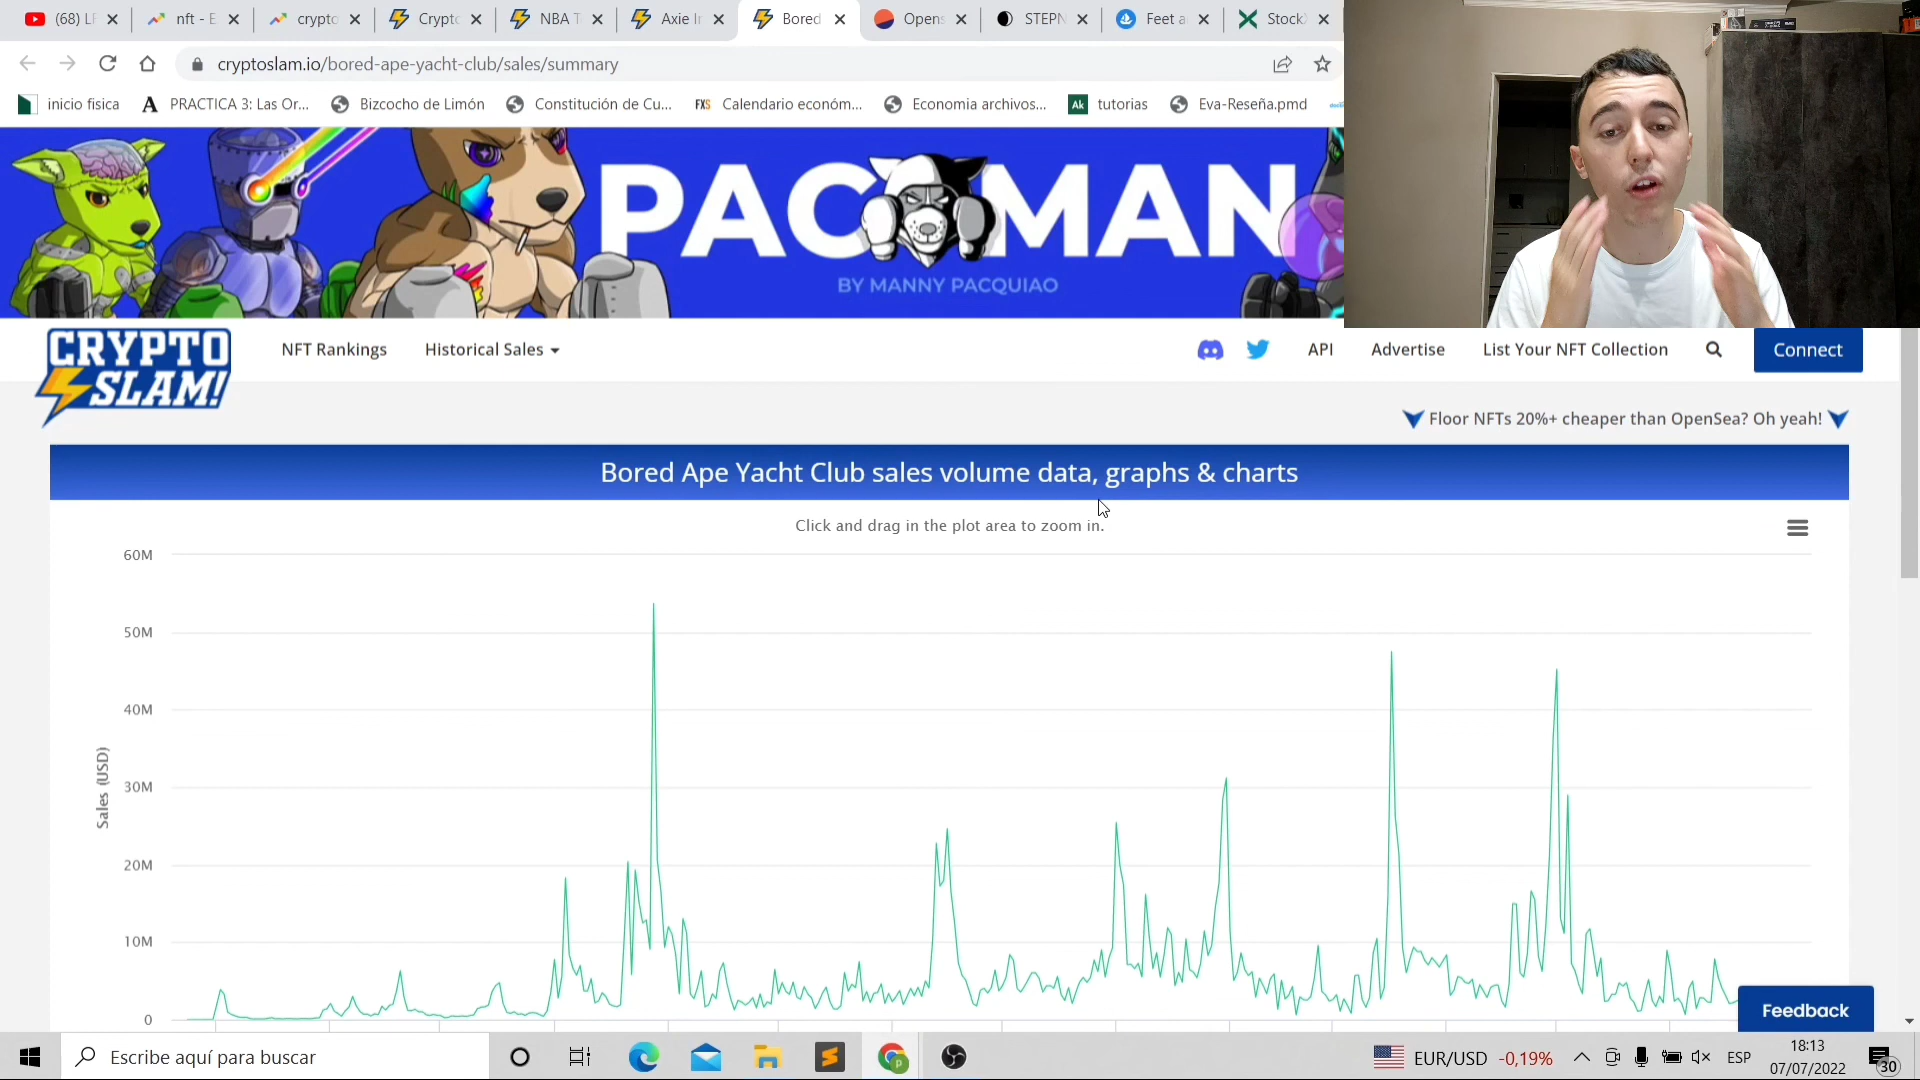 (68) LF
nft - E
crypto
Crypto
NBA T
Axie In
Bored
Opens
STEPN
Feet a
Stock
cryptoslam.io/bored-ape-yacht-club/sales/summary
inicio fisica
PRACTICA 3: Las Or...
Bizcocho de Limón
Constitución de Cu...
FXS Calendario económ...
Economia archivos...
Ak tutorias
Eva-Reseña.pmd
PACMAN
BY MANNY PACQUIAO
CRYPTO
SLAM!
NFT Rankings
Historical Sales
API
Advertise
List Your NFT Collection
Connect
Floor NFTs 20%+ cheaper than OpenSea? Oh yeah!
Bored Ape Yacht Club sales volume data, graphs & charts
Click and drag in the plot area to zoom in.
60M
50M
40M
30M
20M
10M
0
Sales (USD)
Feedback
Escribe aquí para buscar
EUR/USD -0,19%
ESP
18:13
07/07/2022
30